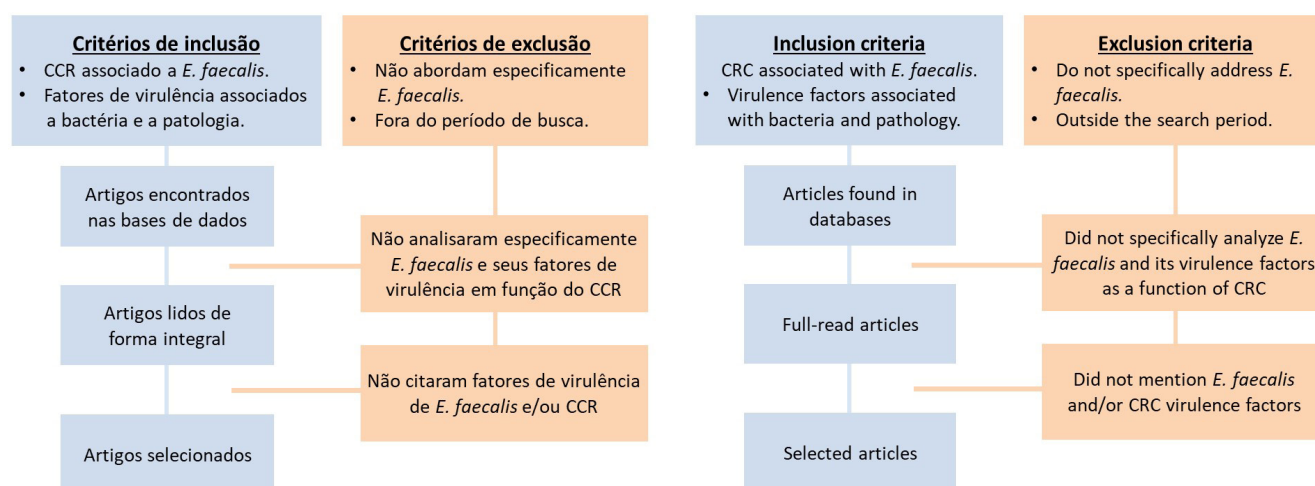 Critérios de inclusão
• CCR associado a E. faecalis.
• Fatores de virulência associados
a bactéria e a patologia.
Critérios de exclusão
• Não abordam especificamente
E. faecalis.
• Fora do período de busca.
Artigos encontrados
nas bases de dados
Não analisaram especificamente
E. faecalis e seus fatores de
virulência em função do CCR
Artigos lidos de
forma integral
Não citaram fatores de virulência
de E. faecalis e/ou CCR
Artigos selecionados
Inclusion criteria
CRC associated with E. faecalis.
• Virulence factors associated
with bacteria and pathology.
Exclusion criteria
• Do not specifically address E.
faecalis.
• Outside the search period.
Articles found in
databases
Did not specifically analyze E.
faecalis and its virulence factors
as a function of CRC
Full-read articles
Did not mention E. faecalis
and/or CRC virulence factors
Selected articles